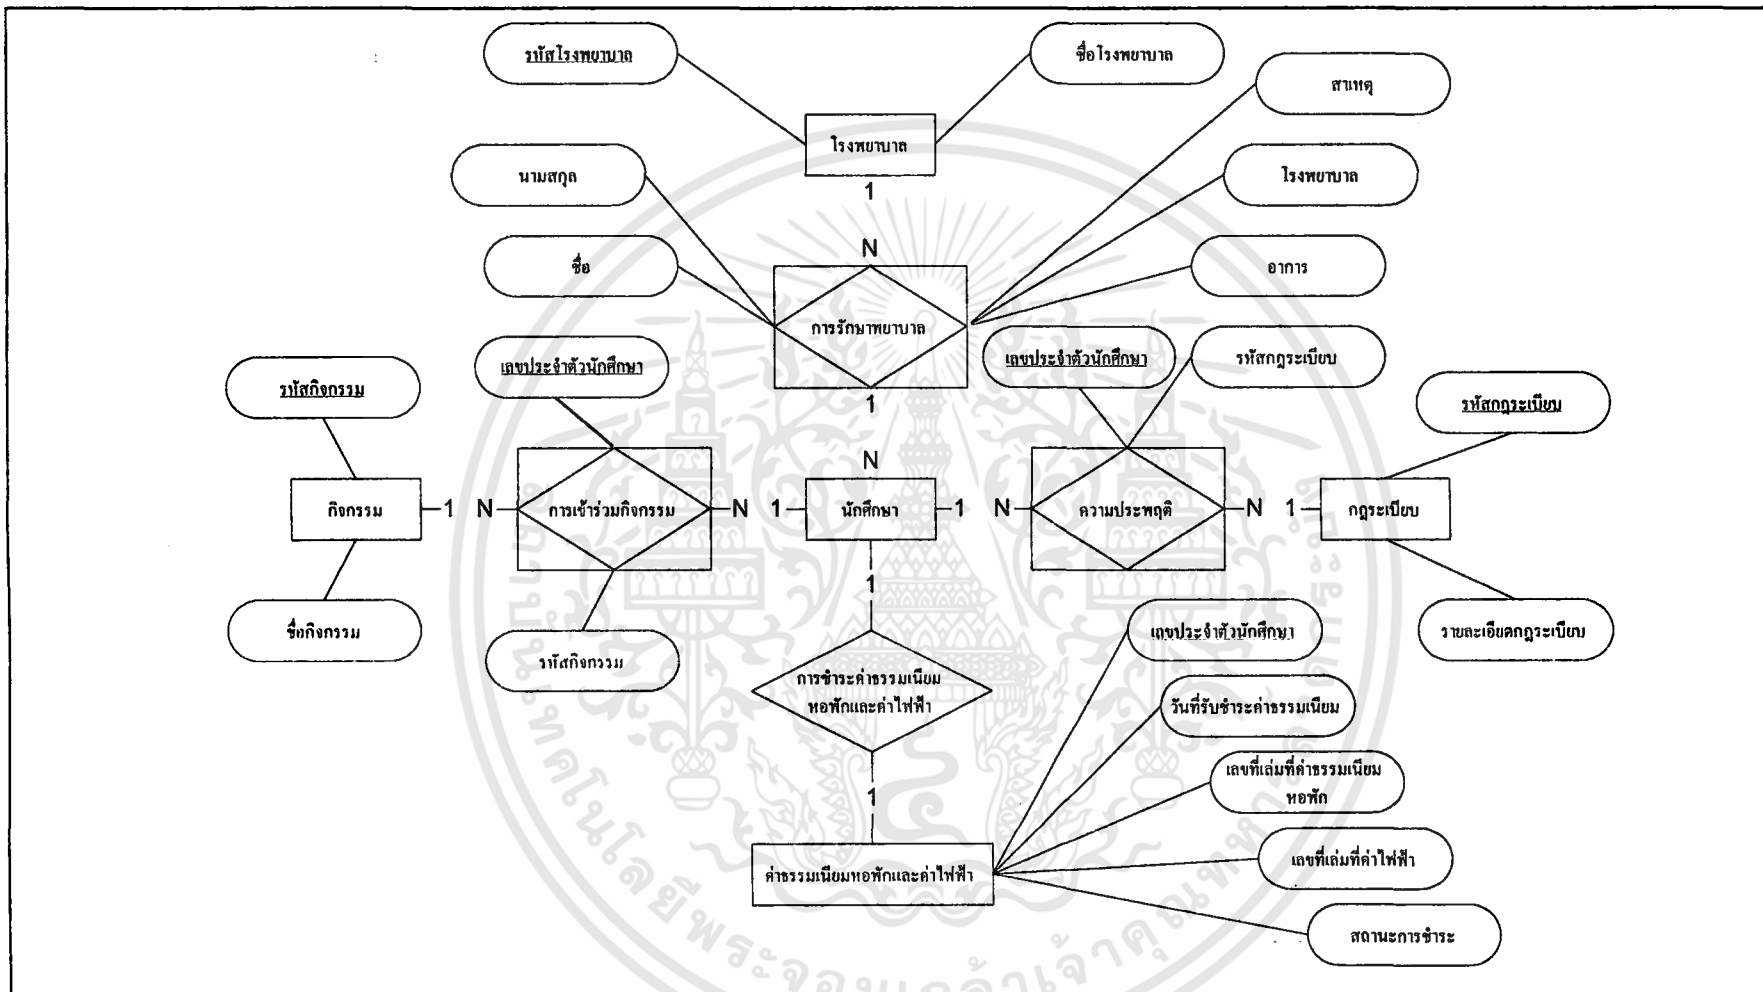 รหัสโรงพยาบาล
ชื่อโรงพยาบาล
สาเหตุ
โรงพยาบาล
นามสกุล
โรงพยาบาล
1
N
ชื่อ
อาการ
การรักษาพยาบาล
เลขประจำตัวนักศึกษา
เลขประจำตัวนักศึกษา
รหัสกฎระเบียบ
รหัสกิจกรรม
รหัสกฎระเบียบ
1
N
กิจกรรม
1
N
การเข้าร่วมกิจกรรม
N
1
นักศึกษา
1
N
ความประพฤติ
N
1
กฎระเบียบ
1
ชื่อกิจกรรม
รหัสกิจกรรม
เลขประจำตัวนักศึกษา
รายละเอียดกฎระเบียบ
การชำระค่าธรรมเนียม
หอพักและค่าไฟฟ้า
วันที่รับชำระค่าธรรมเนียม
1
เลขที่เล่มที่ค่าธรรมเนียม
หอพัก
ค่าธรรมเนียมหอพักและค่าไฟฟ้า
เลขที่เล่มที่ค่าไฟฟ้า
สถานะการชำระ